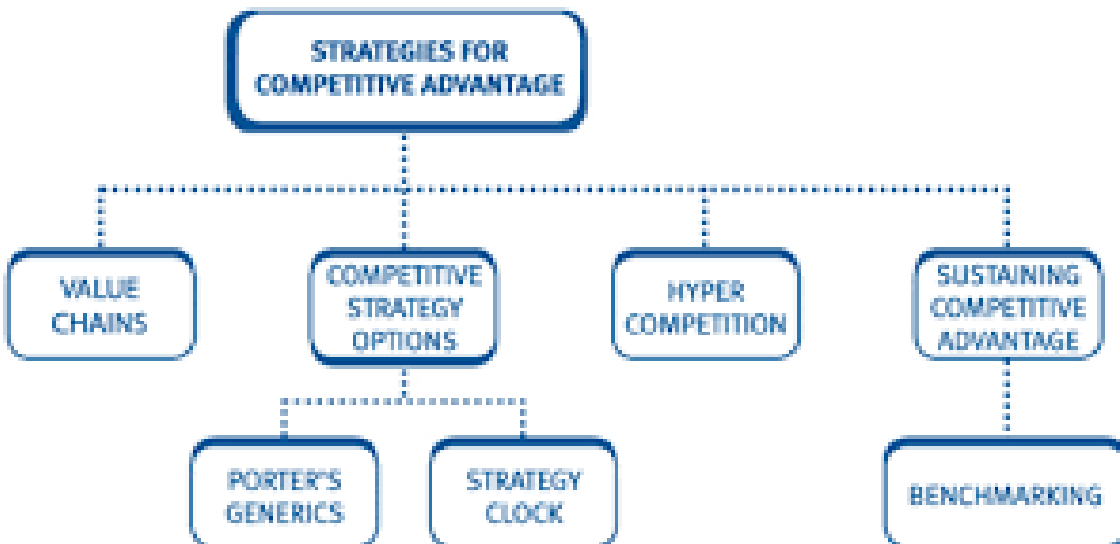 STRATEGIES FOR
COMPETITIVE ADVANTAGE
VALUE
CHAINS
COMPETITIVE
STRATEGY
OPTIONS
HYPER
COMPETITION
SUSTAINING
COMPETITIVE
ADVANTAGE
PORTER'S
GENERICS
STRATEGY
CLOCK
BENCHMARKING